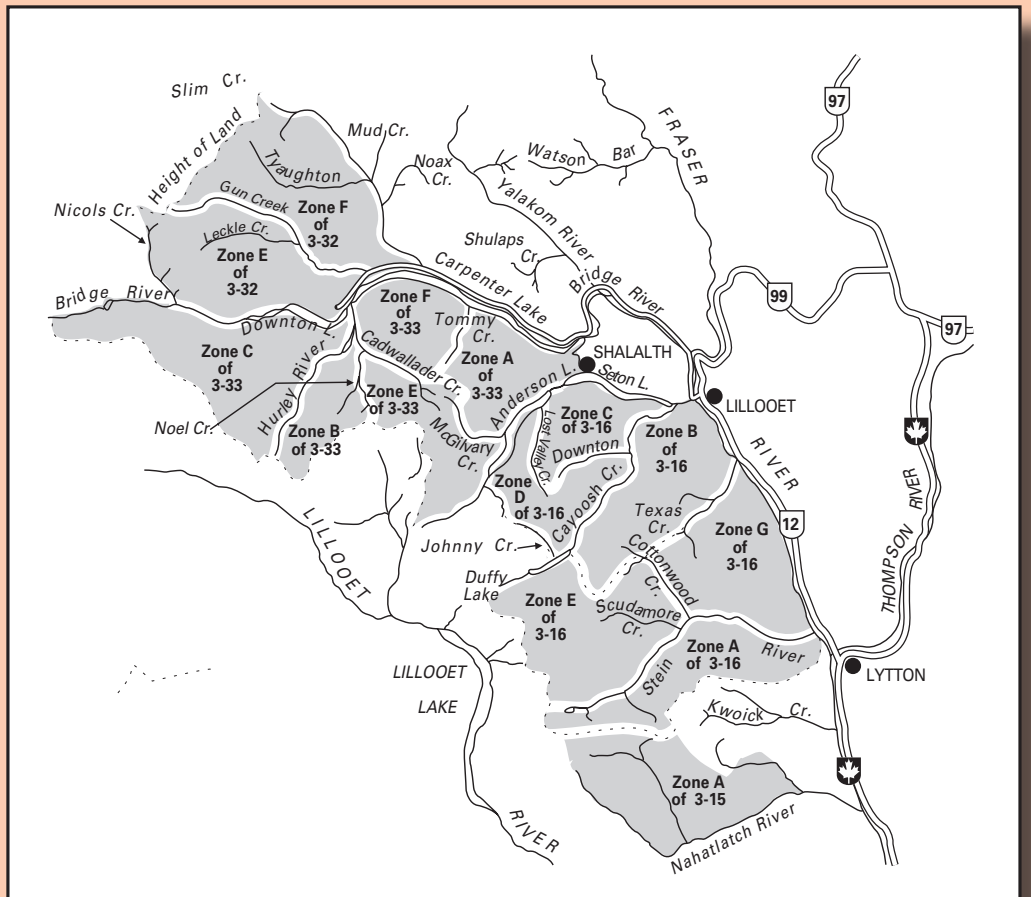 Slim Cr.
Height of Land
Mud Cr.
Tyaughton
Noax
Cr.
Watson Bar
FRASER
97
Nicols Cr.
Gun Creek
Zone F
of
3-32
Leckle Cr.
Zone E
of
3-32
Yalakom River
Shulaps
Cr.
Bridge River
Carpenter Lake
99
97
Bridge River
Downton L.
Zone F
of
3-33
Tommy
Cr.
Zone C
of
3-33
Cadwallader Cr.
Zone A
of
3-33
Anderson L.
SHALALTH
Seton L.
LILLOOET
Hurley River
Zone E
of 3-33
Noel Cr.
Zone B
of
3-33
McGilvary
Cr.
Lost Valley Cr.
Zone C
of 3-16
Downton
Zone B
of
3-16
RIVER
Zone
D
of 3-16
Cayoosh Cr.
Texas
Cr.
12
THOMPSON RIVER
LILLOOET
Johnny Cr.
Zone G
of
3-16
Cottonwood
Cr.
Duffy
Lake
Zone E
of
3-16
Scudamore
Cr.
Zone A
of 3-16
Stein River
LYTTON
LILLOOET
LAKE
Kwoick Cr.
Zone A
of 3-15
RIVER
Nahatlatch River